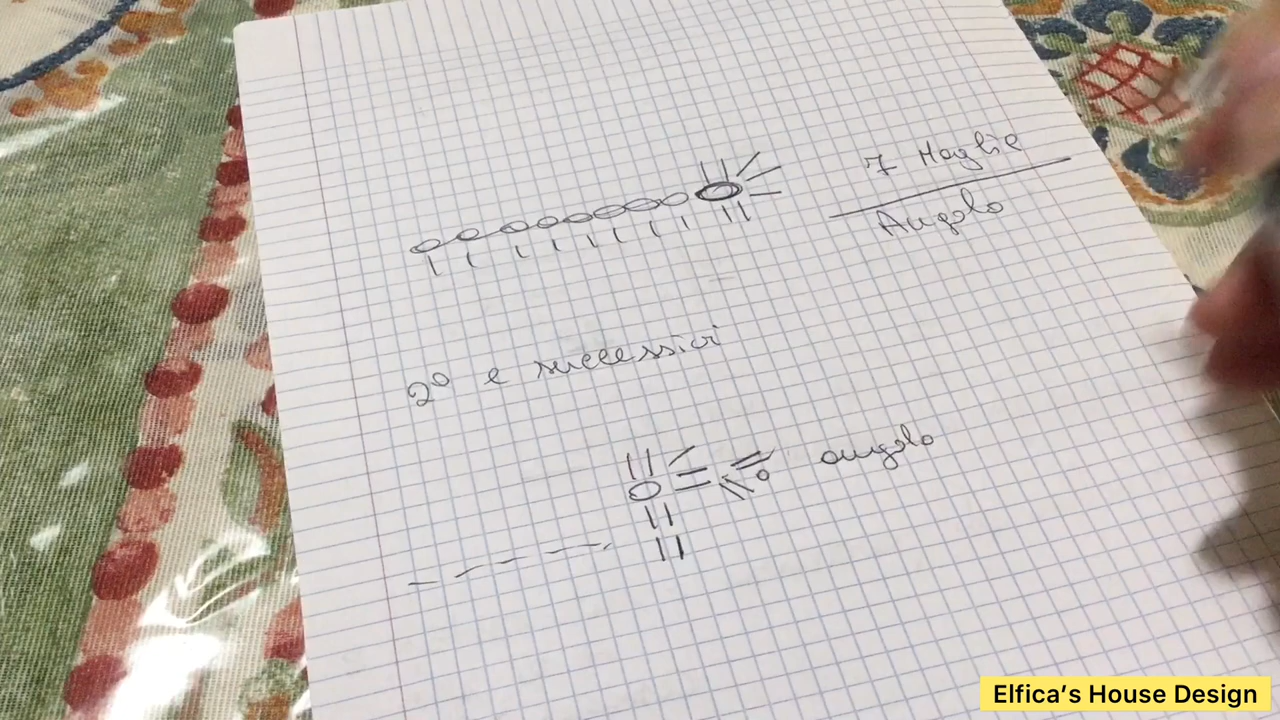 7 Maglie
Angolo
2° e successivi
angolo
Elfica’s House Design